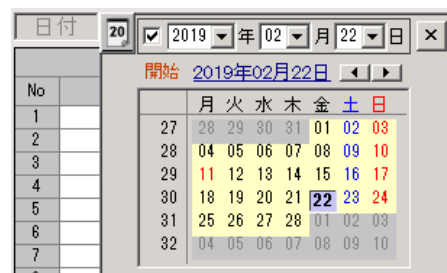 日付 20 2019 年 02 月 22 日 ×
開始 2019年02月22日
No
月 火 水 木 金 土 日
1 27 28 29 30 31 01 02 03
2 28 04 05 06 07 08 09 10
3 29 11 12 13 14 15 16 17
4 30 18 19 20 21 22 23 24
5
6 31 25 26 27 28 01 02 03
7 32 04 05 06 07 08 09 10